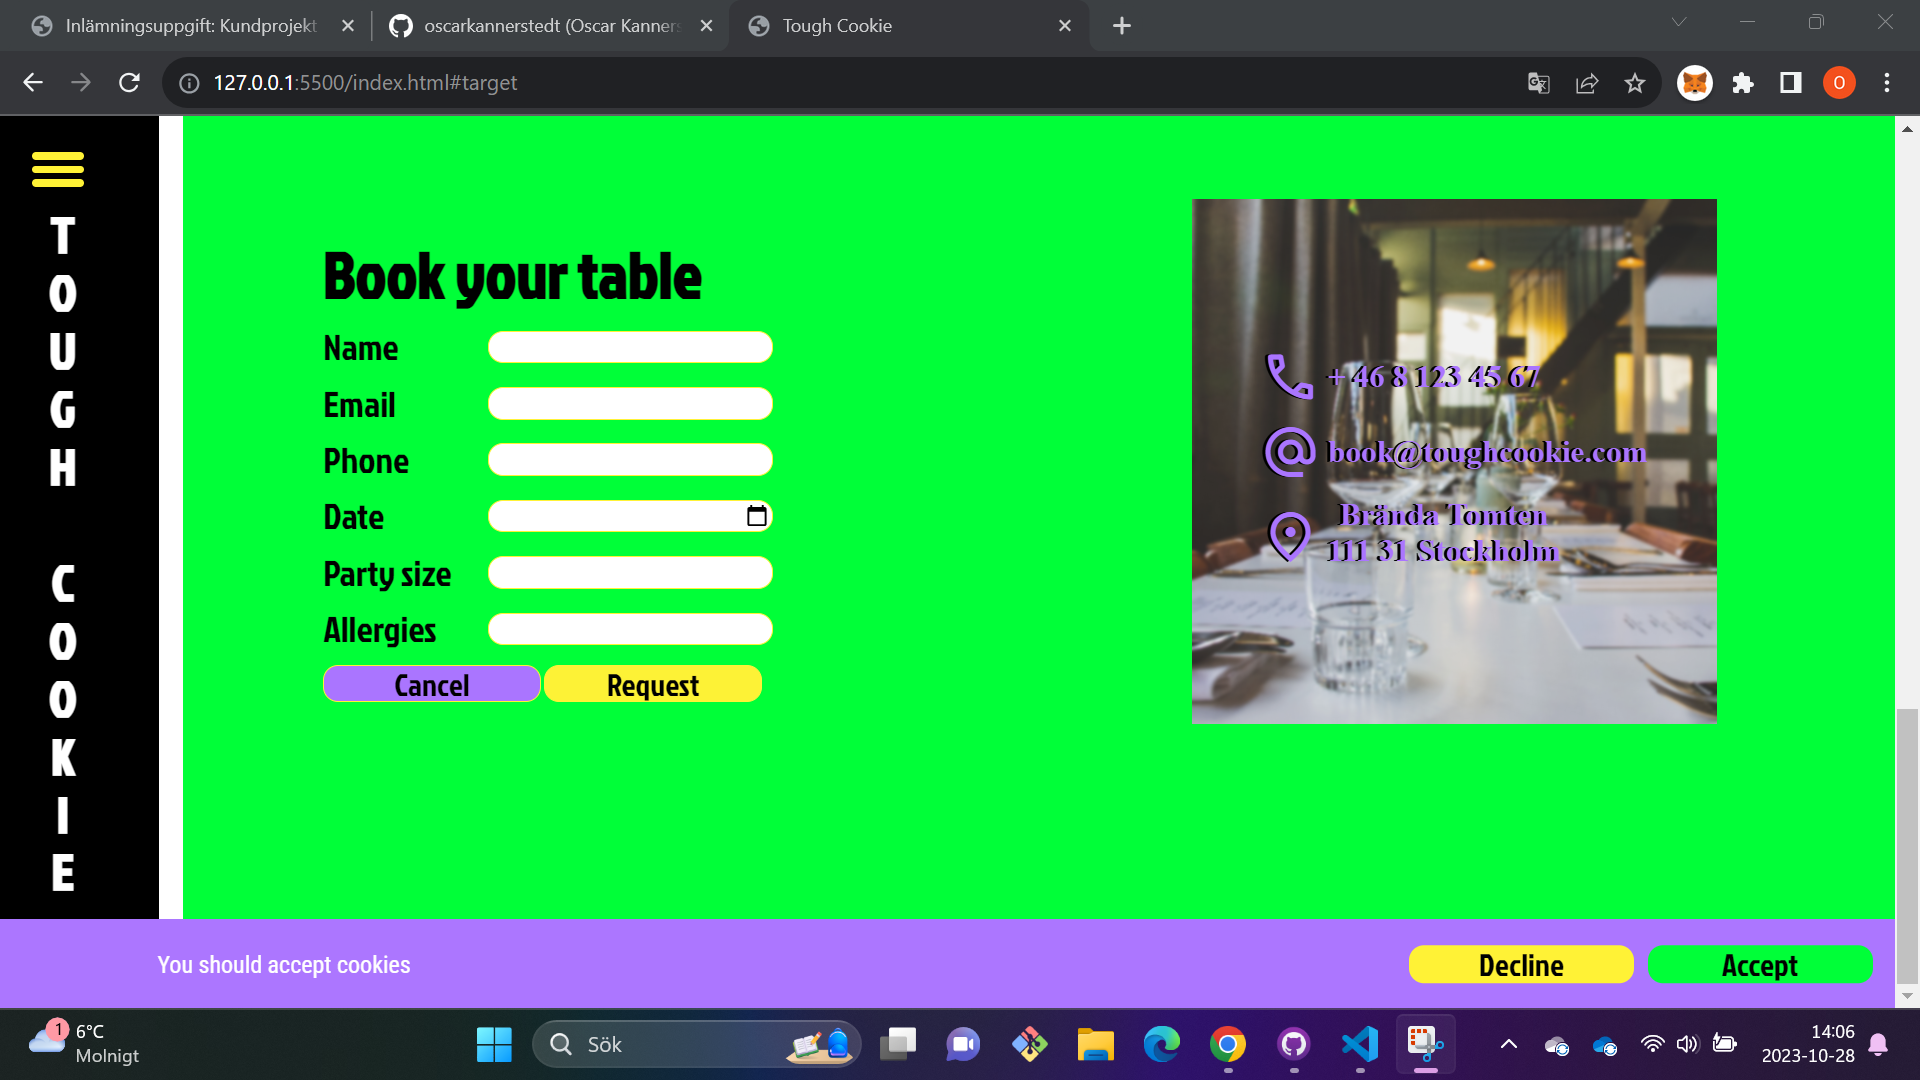 Inlämningsuppgift: Kundprojekt
oscarkannerstedt (Oscar Kanners
Tough Cookie
127.0.0.1:5500/index.html#target
O
TOUGH COOKIE
Book your table
Name
Email
Phone
Date
Party size
Allergies
Cancel Request
+ 46 8 123 45 67
book@toughcookie.com
Brända Tomten
111 31 Stockholm
You should accept cookies
Decline Accept
1
6°C
Molnigt
Sök
14:06
2023-10-28